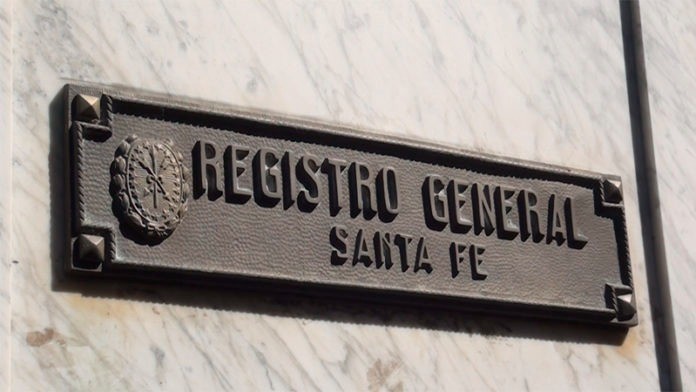 REGISTRO GENERAL
SANTA FE